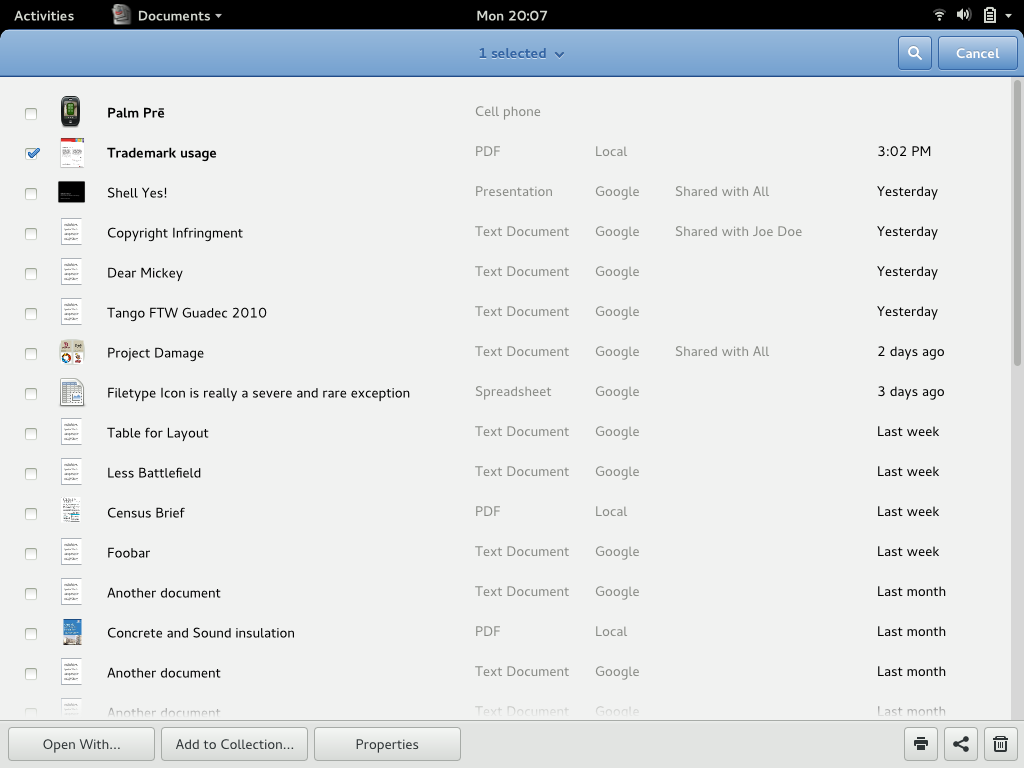 Activities Documents Mon 20:07
1 selected Cancel
Palm Prē Cell phone
Trademark usage PDF Local 3:02 PM
Shell Yes! Presentation Google Shared with All Yesterday
Copyright Infringment Text Document Google Shared with Joe Doe Yesterday
Dear Mickey Text Document Google Yesterday
Tango FTW Guadec 2010 Text Document Google Yesterday
Project Damage Text Document Google Shared with All 2 days ago
Filetype Icon is really a severe and rare exception Spreadsheet Google 3 days ago
Table for Layout Text Document Google Last week
Less Battlefield Text Document Google Last week
Census Brief PDF Local Last week
Foobar Text Document Google Last week
Another document Text Document Google Last month
Concrete and Sound insulation PDF Local Last month
Another document Text Document Google Last month
Another document Text Document Google Last month
Open With... Add to Collection... Properties